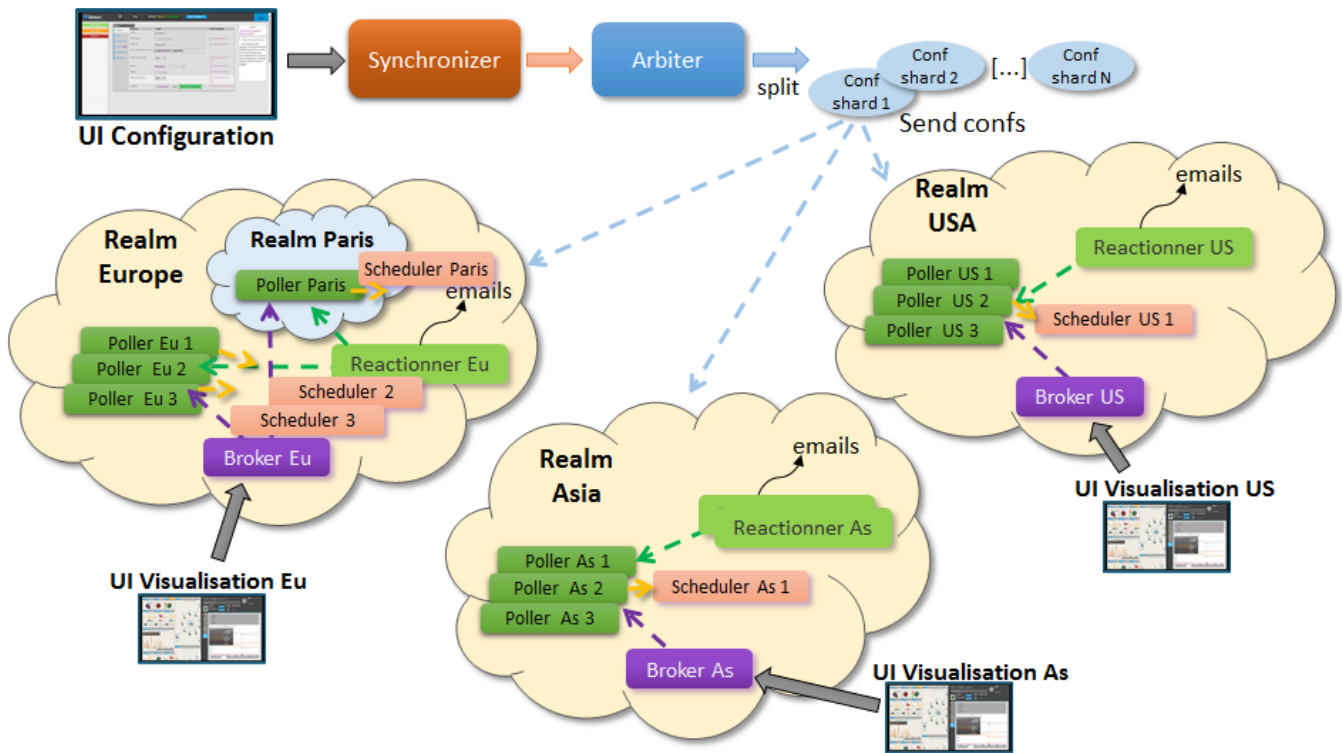 UI Configuration
Synchronizer
Arbiter
split
Conf
shard 1
Conf
shard 2
[...]
Conf
shard N
Send confs
Realm
Europe
Realm Paris
Poller Paris
Scheduler Paris
emails
Poller Eu 1
Poller Eu 2
Poller Eu 3
Reactionner Eu
Scheduler 2
Scheduler 3
Broker Eu
UI Visualisation Eu
Realm
Asia
emails
Reactionner As
Poller As 1
Poller As 2
Poller As 3
Scheduler As 1
Broker As
UI Visualisation As
Realm
USA
emails
Reactionner US
Poller US 1
Poller US 2
Poller US 3
Scheduler US 1
Broker US
UI Visualisation US